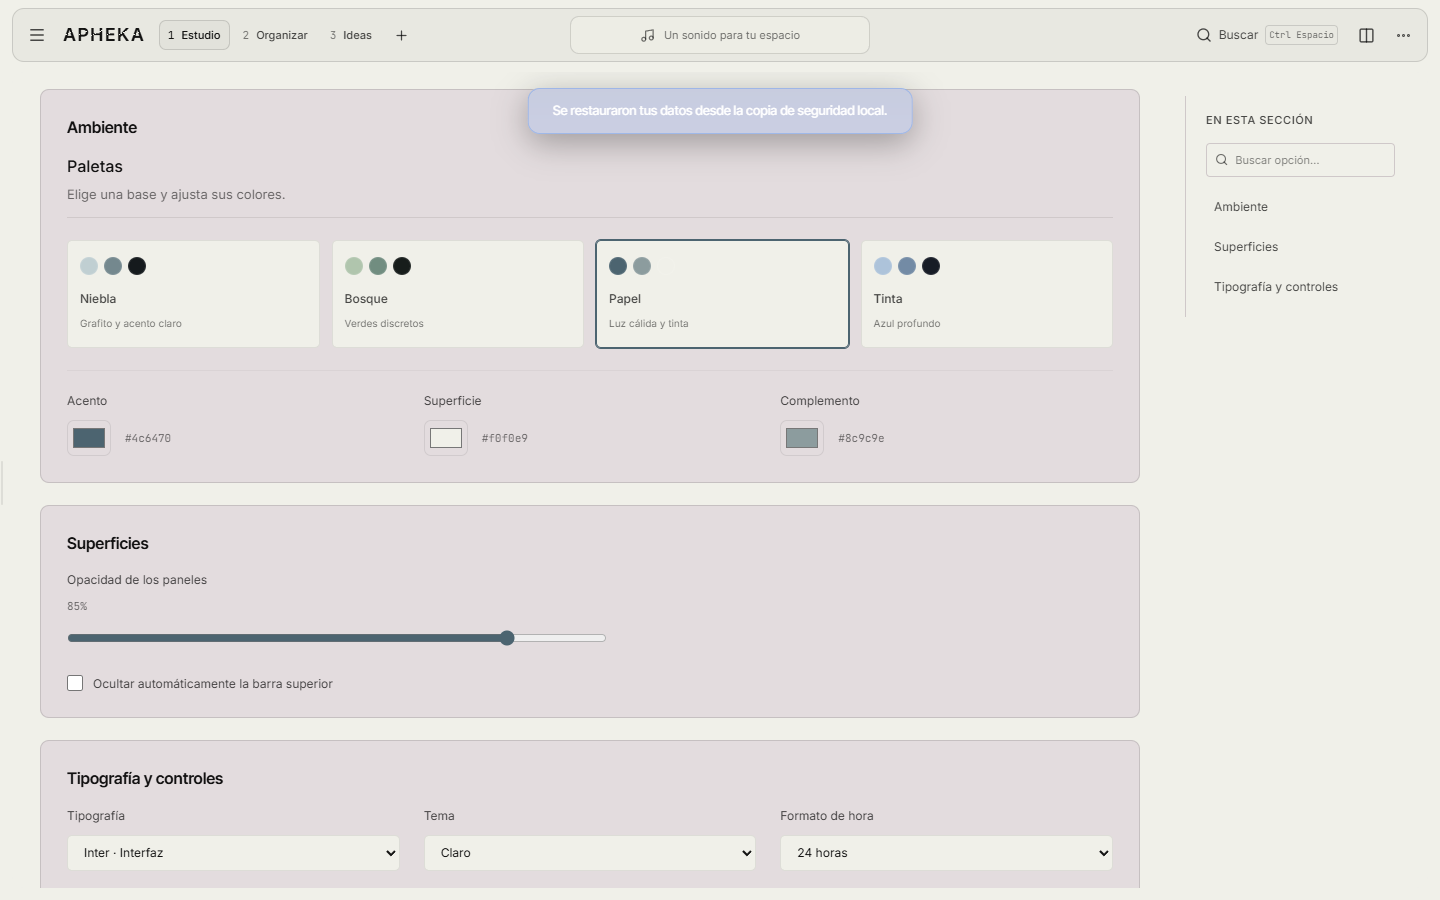 APHEKA
1 Estudio
2 Organizar
3 Ideas
Un sonido para tu espacio
Buscar
Ctrl Espacio
Se restauraron tus datos desde la copia de seguridad local.
Ambiente
Paletas
Elige una base y ajusta sus colores.
Niebla
Grafito y acento claro
Bosque
Verdes discretos
Papel
Luz cálida y tinta
Tinta
Azul profundo
Acento
#4c6470
Superficie
#f0f0e9
Complemento
#8c9c9e
Superficies
Opacidad de los paneles
85%
Ocultar automáticamente la barra superior
Tipografía y controles
Tipografía
Inter · Interfaz
Tema
Claro
Formato de hora
24 horas
EN ESTA SECCIÓN
Buscar opción...
Ambiente
Superficies
Tipografía y controles